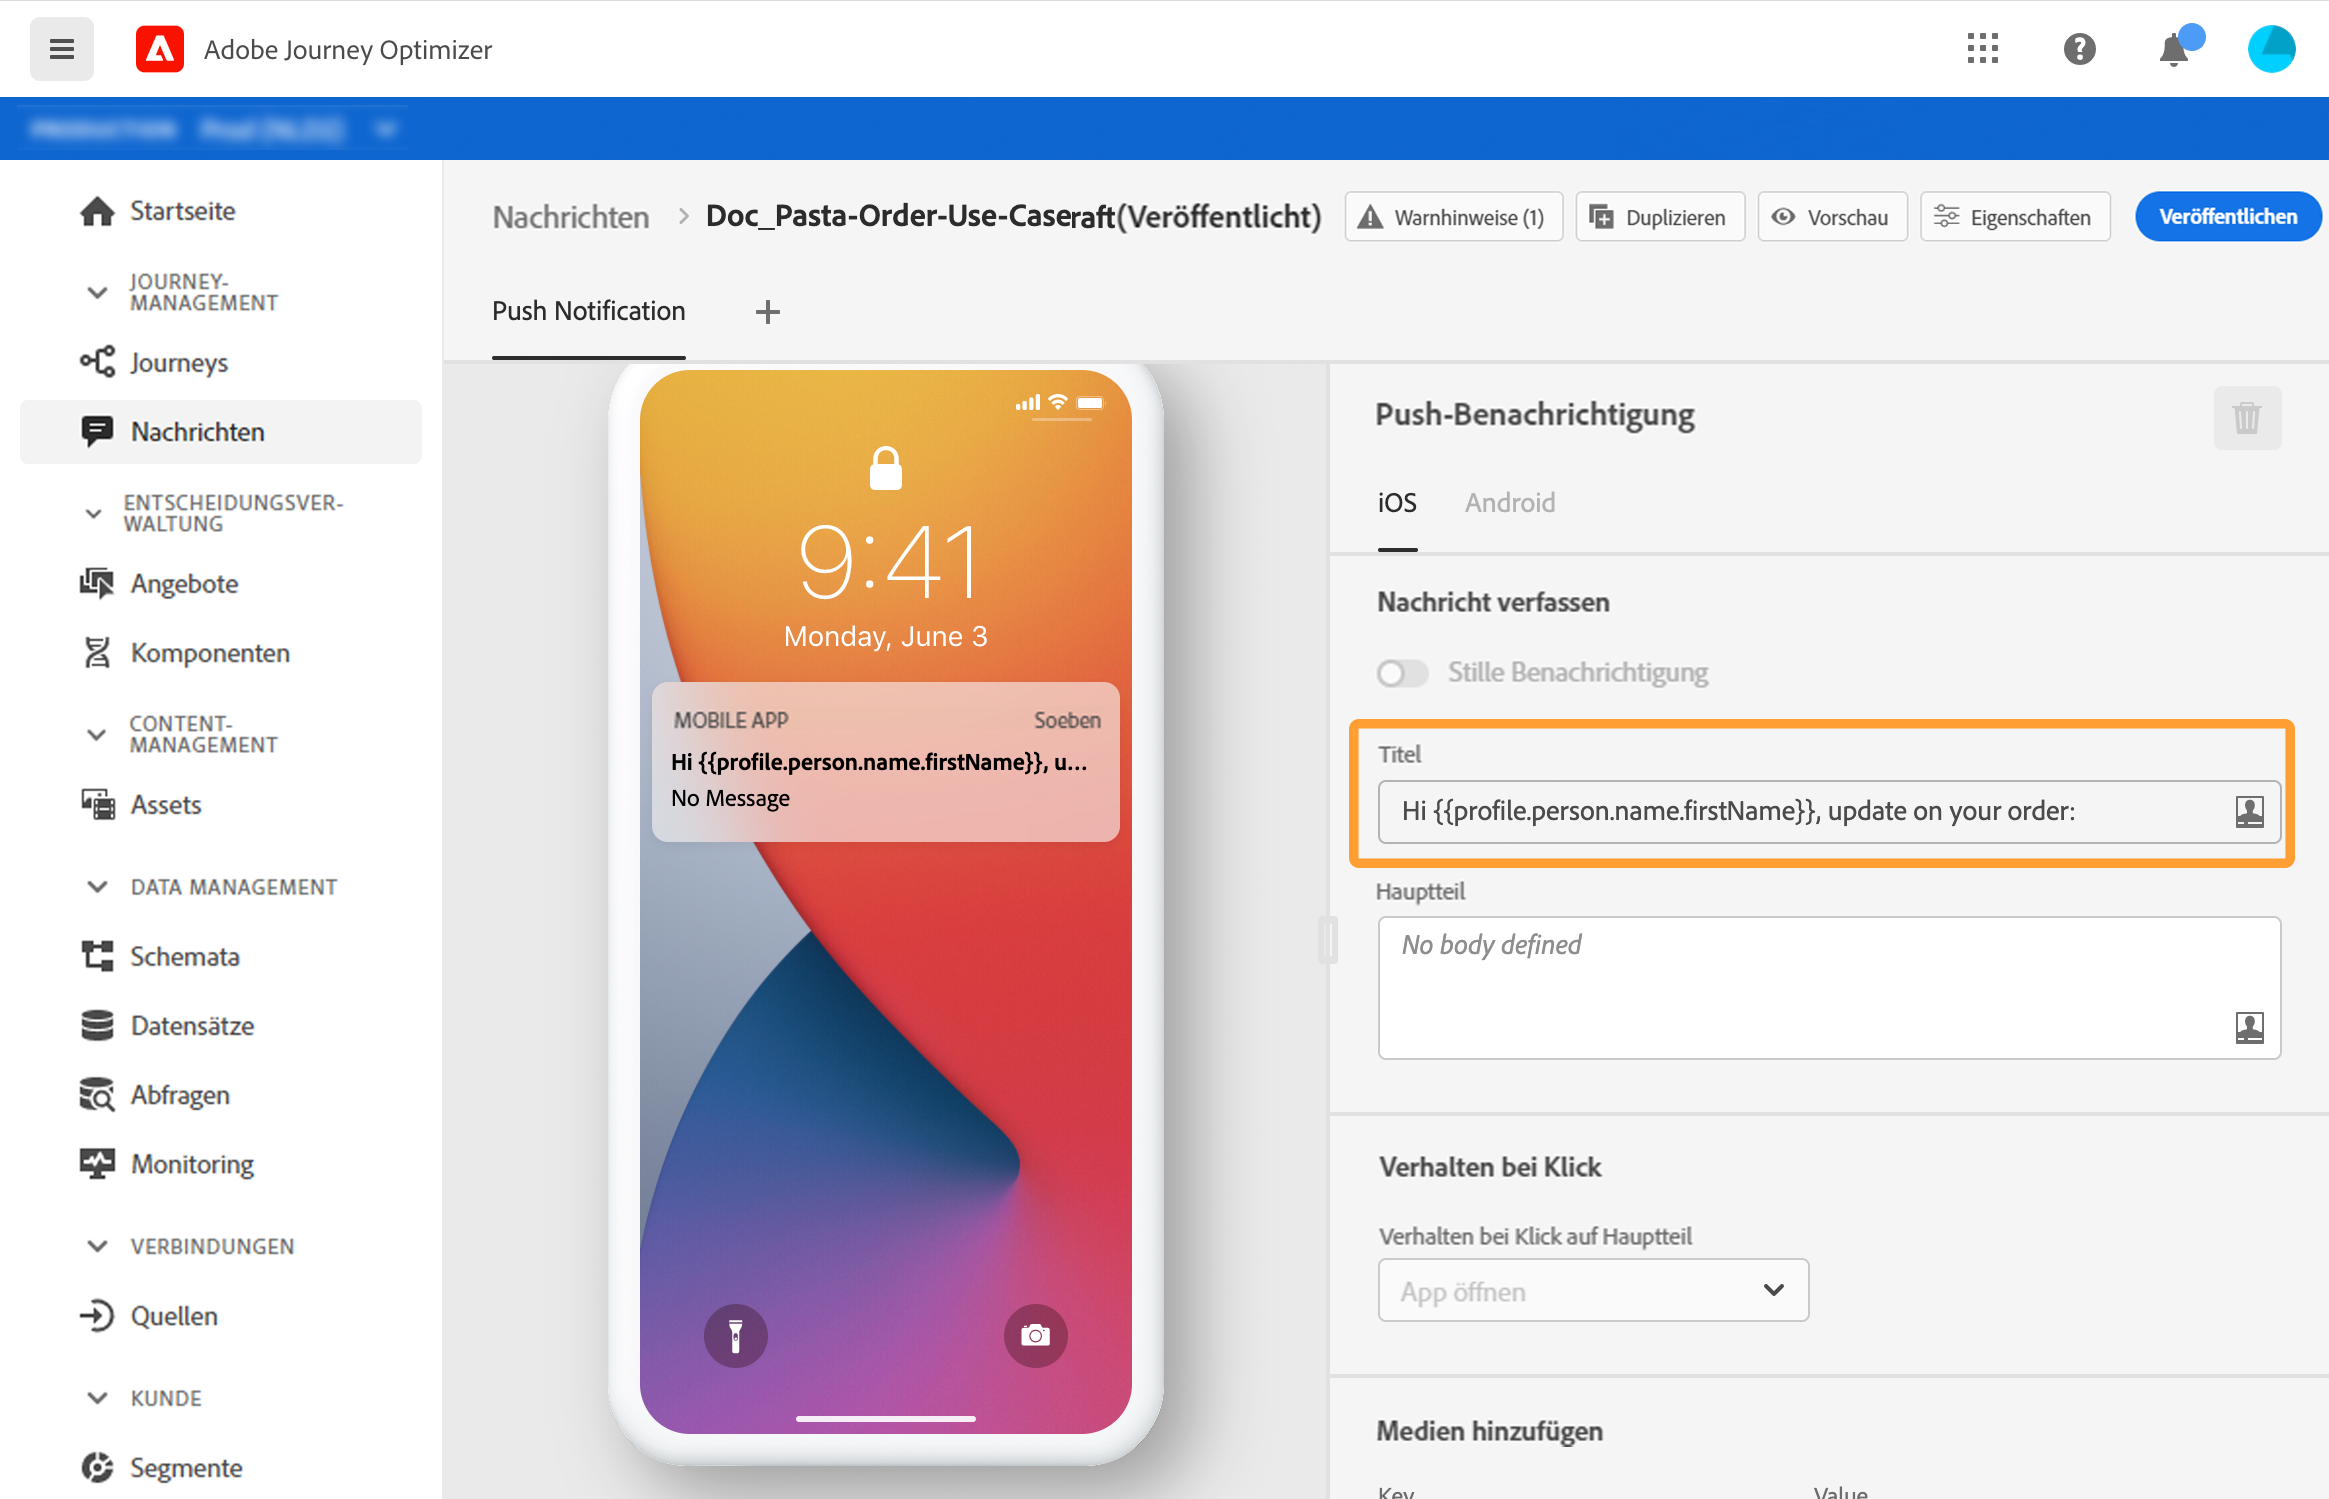 Adobe Journey Optimizer
Startseite
JOURNEY-
MANAGEMENT
Journeys
Nachrichten
ENTSCHEIDUNGSVER-
WALTUNG
Angebote
Komponenten
CONTENT-
MANAGEMENT
Assets
DATA MANAGEMENT
Schemata
Datensätze
Abfragen
Monitoring
VERBINDUNGEN
Quellen
KUNDE
Segmente
Nachrichten > Doc_Pasta-Order-Use-Caseraft(Veröffentlicht)
Warnhinweise (1)
Duplizieren
Vorschau
Eigenschaften
Veröffentlichen
Push Notification +
9:41
Monday, June 3
MOBILE APP Soeben
Hi {{profile.person.name.firstName}}, u...
No Message
Push-Benachrichtigung
iOS Android
Nachricht verfassen
Stille Benachrichtigung
Titel
Hi {{profile.person.name.firstName}}, update on your order:
Hauptteil
No body defined
Verhalten bei Klick
Verhalten bei Klick auf Hauptteil
App öffnen
Medien hinzufügen
Key Value